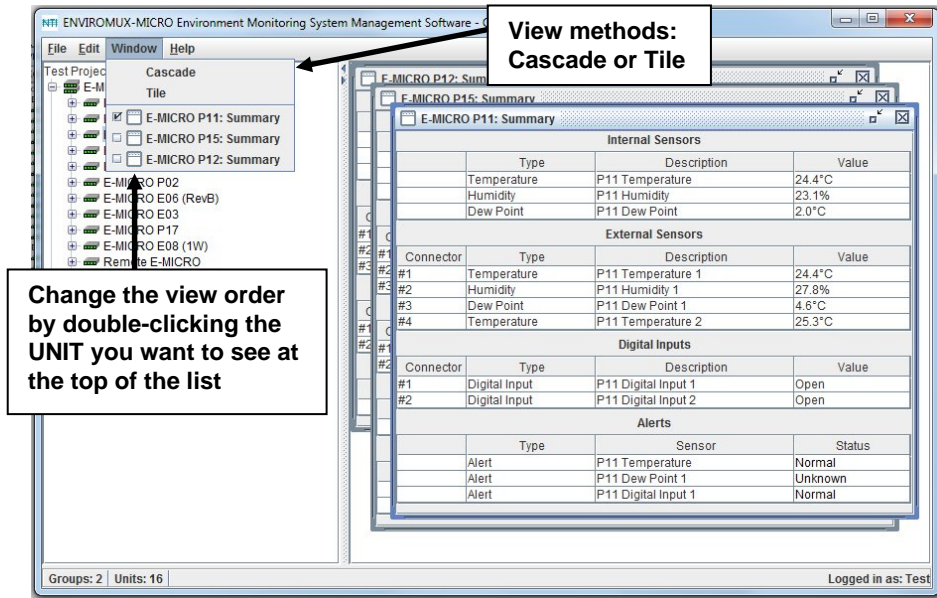 ENVIROMUX-MICRO Environment Monitoring System Management Software -
View methods:
Cascade or Tile
File Edit Window Help
Test Projec
E-M
Cascade
Tile
E-MICRO P11: Summary
E-MICRO P15: Summary
E-MICRO P12: Summary
E-MICRO P02
E-MICRO E06 (RevB)
E-MICRO E03
E-MICRO P17
E-MICRO E08 (1W)
Remote E-MICRO
Change the view order
by double-clicking the
UNIT you want to see at
the top of the list
E-MICRO P12: Sum
E-MICRO P15: Summary
E-MICRO P11: Summary
Internal Sensors
Type Description Value
Temperature P11 Temperature 24.4°C
Humidity P11 Humidity 23.1%
Dew Point P11 Dew Point 2.0°C
External Sensors
Connector Type Description Value
#1 Temperature P11 Temperature 1 24.4°C
#2 Humidity P11 Humidity 1 27.8%
#3 Dew Point P11 Dew Point 1 4.6°C
#4 Temperature P11 Temperature 2 25.3°C
Digital Inputs
Connector Type Description Value
#1 Digital Input P11 Digital Input 1 Open
#2 Digital Input P11 Digital Input 2 Open
Alerts
Type Sensor Status
Alert P11 Temperature Normal
Alert P11 Dew Point 1 Unknown
Alert P11 Digital Input 1 Normal
Groups: 2 Units: 16 Logged in as: Test